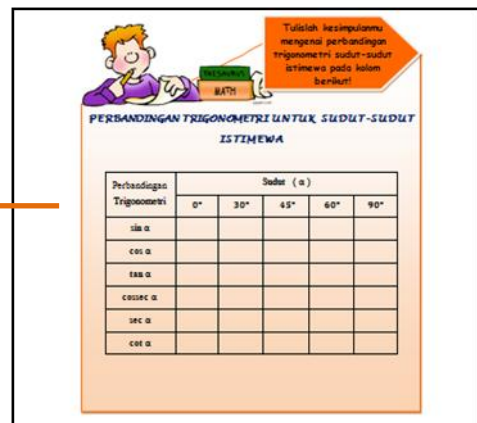 Tulislah kesimpulanmu
mengenai perbandingan
trigonometri sudut-sudut
istimewa pada kolom
berikut!
THESAURUS
MATH
PERBANDINGAN TRIGONOMETRI UNTUK SUDUT-SUDUT
ISTIMEWA
Perbandingan Trigonometri Sudut ( α )
0° 30° 45° 60° 90°
sin α
cos α
tan α
cossec α
sec α
cot α